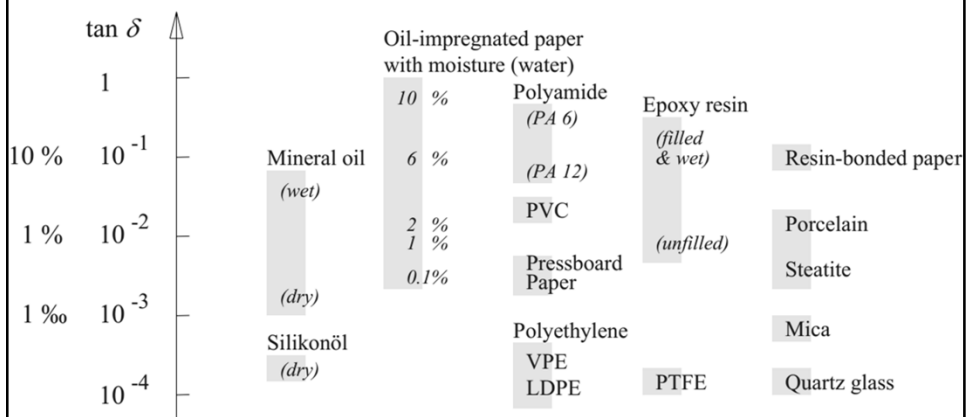 tan δ
1
10 % 10 -1
1 % 10 -2
1 ‰ 10 -3
10 -4
Mineral oil
(wet)
(dry)
Silikonöl
(dry)
Oil-impregnated paper
with moisture (water)
10 %
6 %
2 %
1 %
0.1%
Polyamide
(PA 6)
(PA 12)
PVC
Pressboard
Paper
Polyethylene
VPE
LDPE
Epoxy resin
(filled
& wet)
(unfilled)
PTFE
Resin-bonded paper
Porcelain
Steatite
Mica
Quartz glass